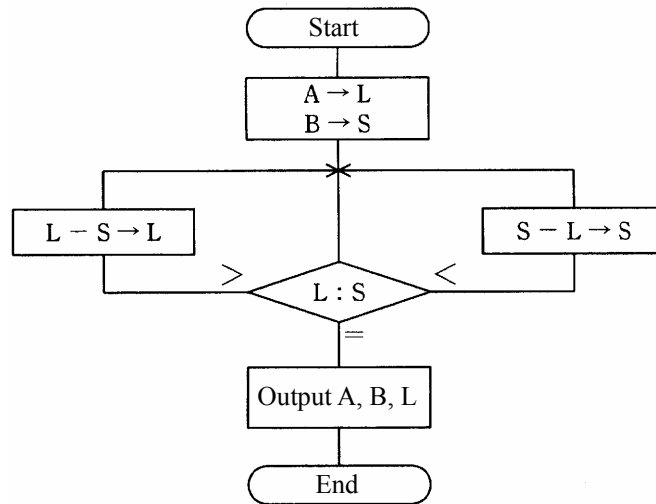 Start
A → L
B → S
L − S → L
S − L → S
>
<
L : S
=
Output A, B, L
End